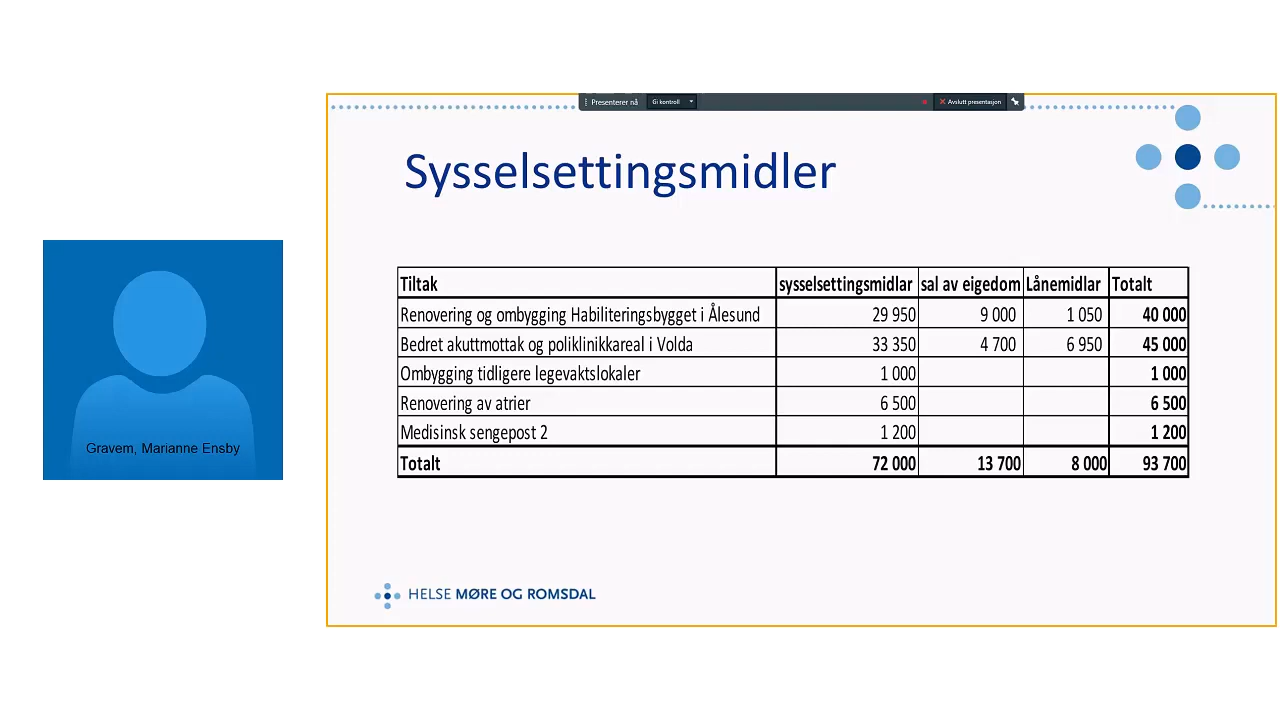 Presenterer nå
Gi kontroll
Avslutt presentasjon
Sysselsettingsmidler
Tiltak sysselsettingsmidlar sal av eigedom Lånemidlar Totalt
Renovering og ombygging Habiliteringsbygget i Ålesund 29 950 9 000 1 050 40 000
Bedret akuttmottak og poliklinikkareal i Volda 33 350 4 700 6 950 45 000
Ombygging tidligere legevaktslokaler 1 000 1 000
Renovering av atrier 6 500 6 500
Medisinsk sengepost 2 1 200 1 200
Totalt 72 000 13 700 8 000 93 700
Gravem, Marianne Ensby
HELSE MØRE OG ROMSDAL